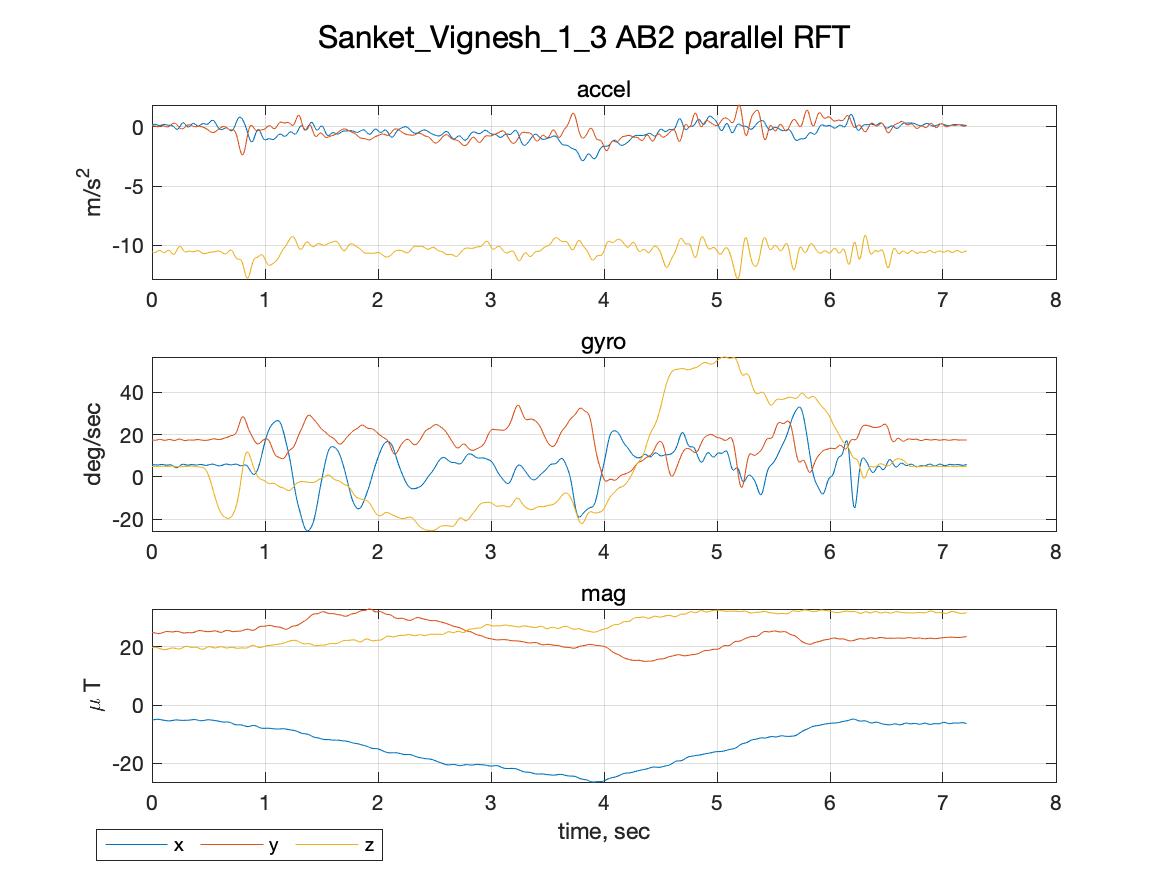 Sanket_Vignesh_1_3 AB2 parallel RFT
accel
0
-5
-10
m/s²
0 1 2 3 4 5 6 7 8
gyro
40
20
0
-20
deg/sec
0 1 2 3 4 5 6 7 8
mag
20
0
-20
μ T
0 1 2 3 4 5 6 7 8
time, sec
x y z